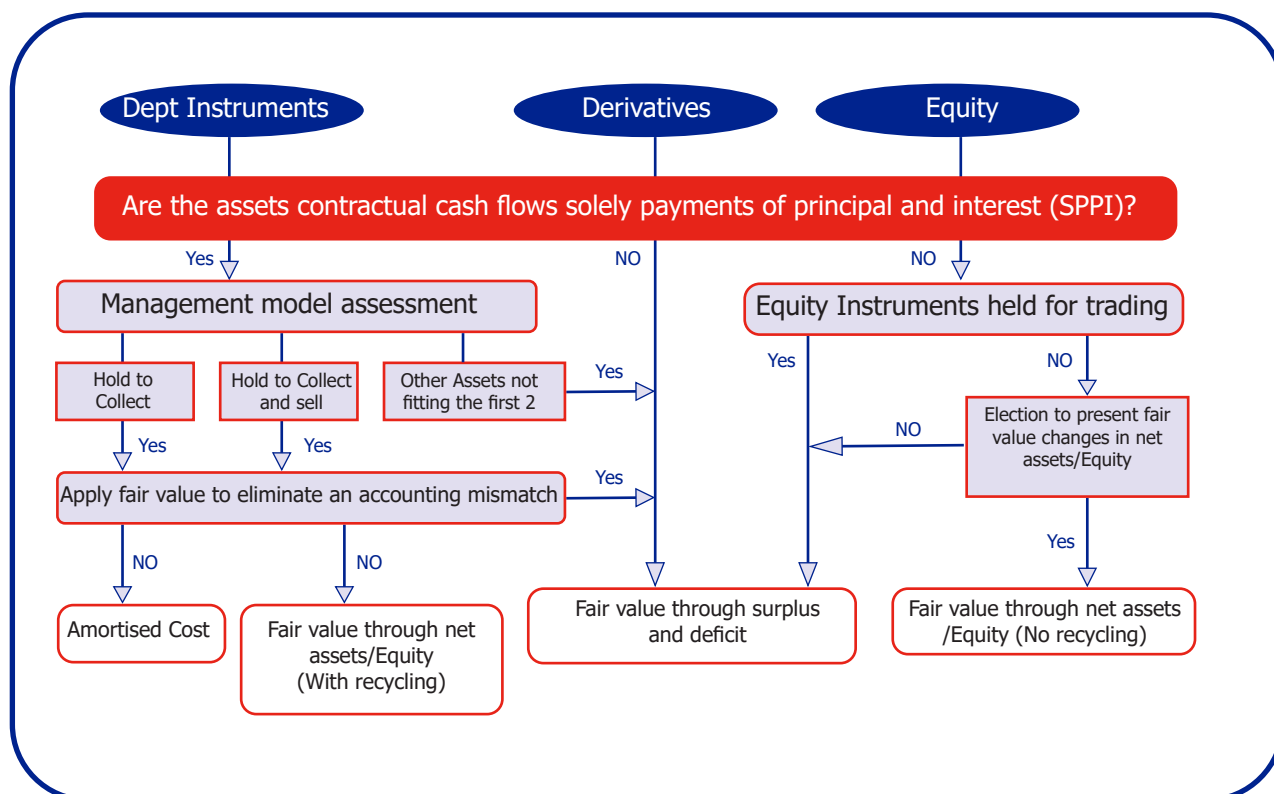 Dept Instruments
Derivatives
Equity
Are the assets contractual cash flows solely payments of principal and interest (SPPI)?
Yes
NO
NO
Management model assessment
Equity Instruments held for trading
Hold to
Collect
Hold to Collect
and sell
Other Assets not
fitting the first 2
Yes
Yes
NO
Election to present fair
value changes in net
assets/Equity
NO
Yes
Yes
Apply fair value to eliminate an accounting mismatch
Yes
NO
NO
Yes
Amortised Cost
Fair value through net
assets/Equity
(With recycling)
Fair value through surplus
and deficit
Fair value through net assets
/Equity (No recycling)